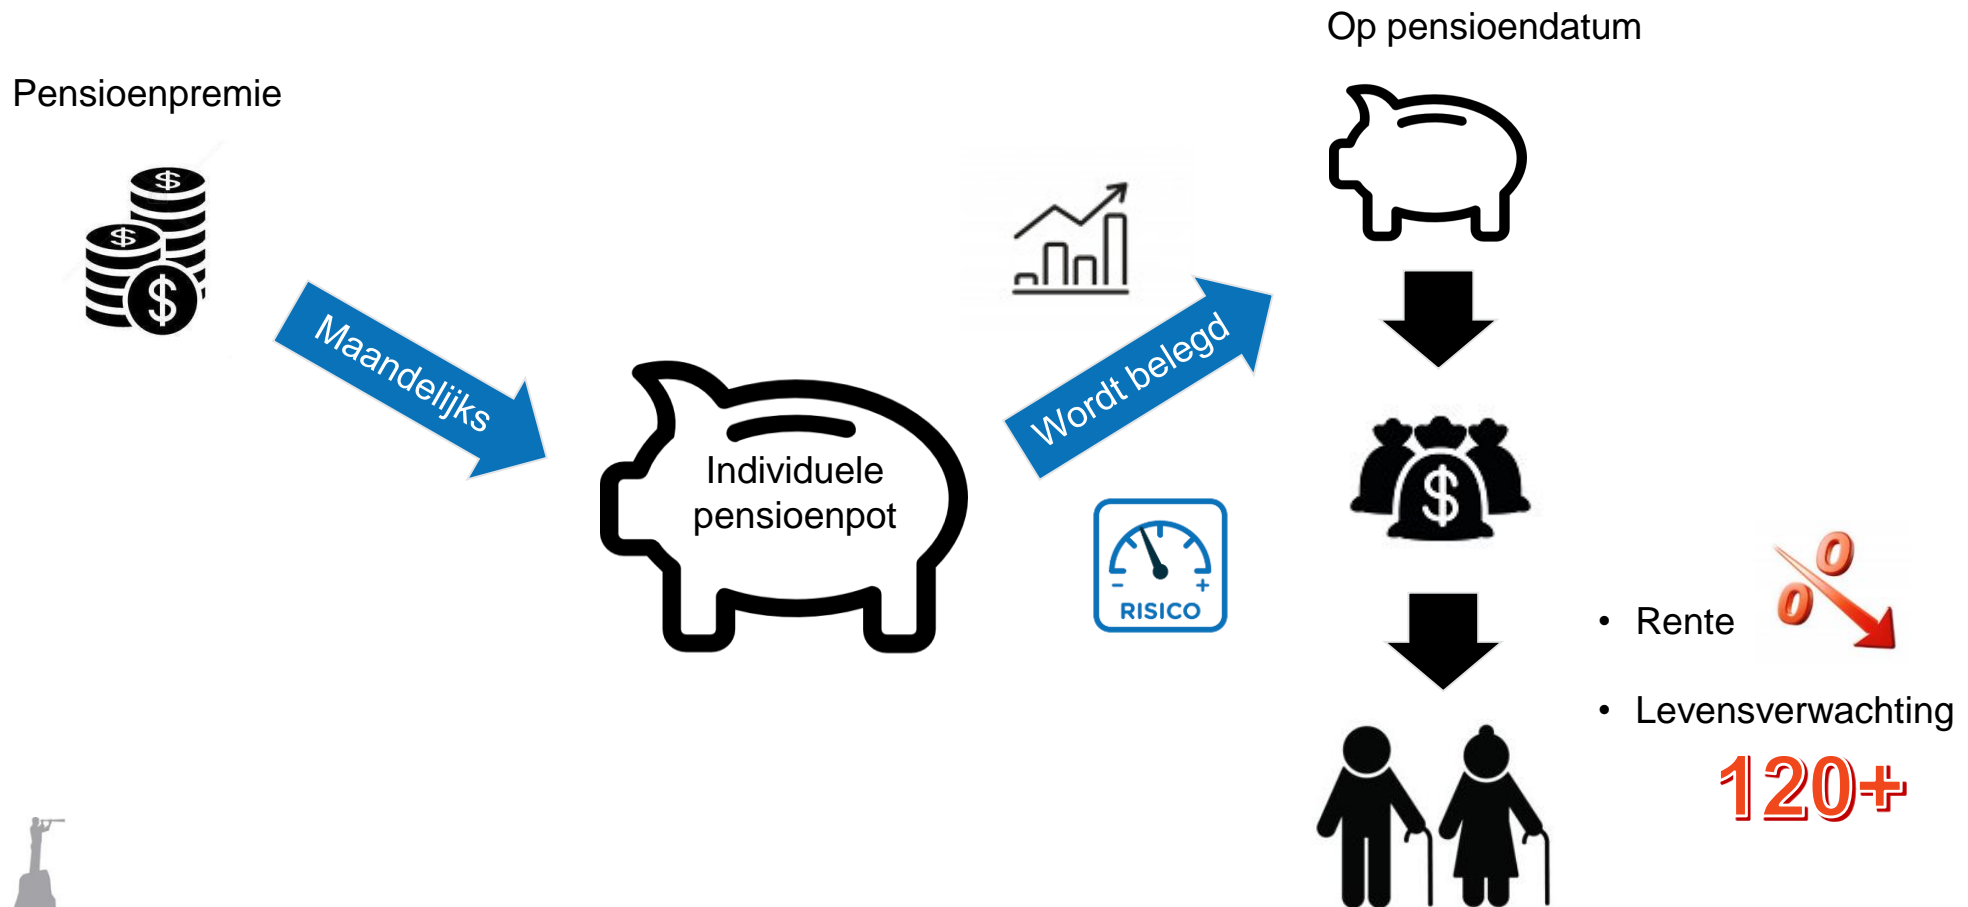 Op pensioendatum
Pensioenpremie
$
$
$
Maandelijks
Wordt belegd
Individuele
pensioenpot
$
- +
RISICO
• Rente
%
• Levensverwachting
120+